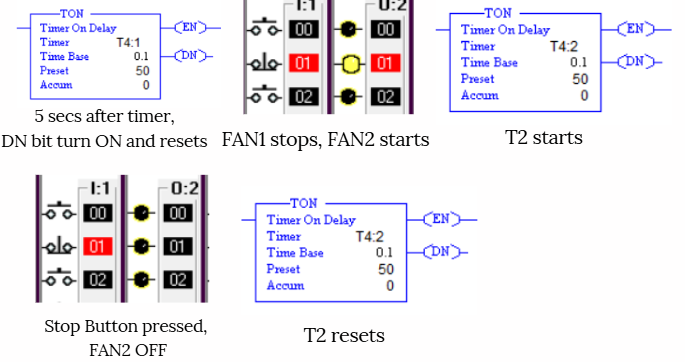 TON
Timer On Delay
Timer T4:1
Time Base 0.1
Preset 50
Accum 0
EN
DN
5 secs after timer,
DN bit turn ON and resets
I:1 O:2
00 00
01 01
02 02
FAN1 stops, FAN2 starts
TON
Timer On Delay
Timer T4:2
Time Base 0.1
Preset 50
Accum 0
EN
DN
T2 starts
I:1 O:2
00 00
01 01
02 02
Stop Button pressed,
FAN2 OFF
TON
Timer On Delay
Timer T4:2
Time Base 0.1
Preset 50
Accum 0
EN
DN
T2 resets